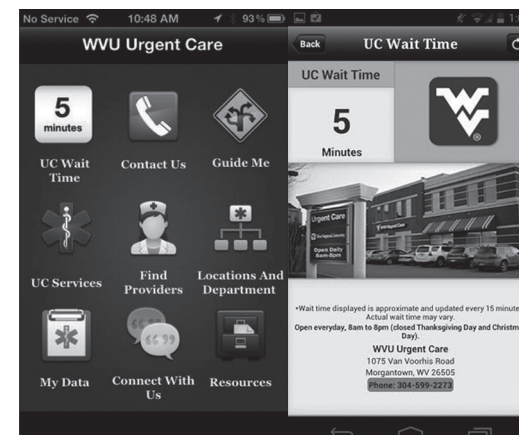 No Service 10:48 AM 93%
WVU Urgent Care
5
minutes
UC Wait
Time
Contact Us
Guide Me
UC Services
Find
Providers
Locations And
Department
My Data
Connect With
Us
Resources
Back UC Wait Time
UC Wait Time
5
Minutes
WV
®
Urgent Care
Open Daily
8am-8pm
*Wait time displayed is approximate and updated every 15 minute
Actual wait time may vary.
Open everyday, 8am to 8pm (closed Thanksgiving Day and Christm
Day).
WVU Urgent Care
1075 Van Voorhis Road
Morgantown, WV 26505
Phone: 304-599-2273